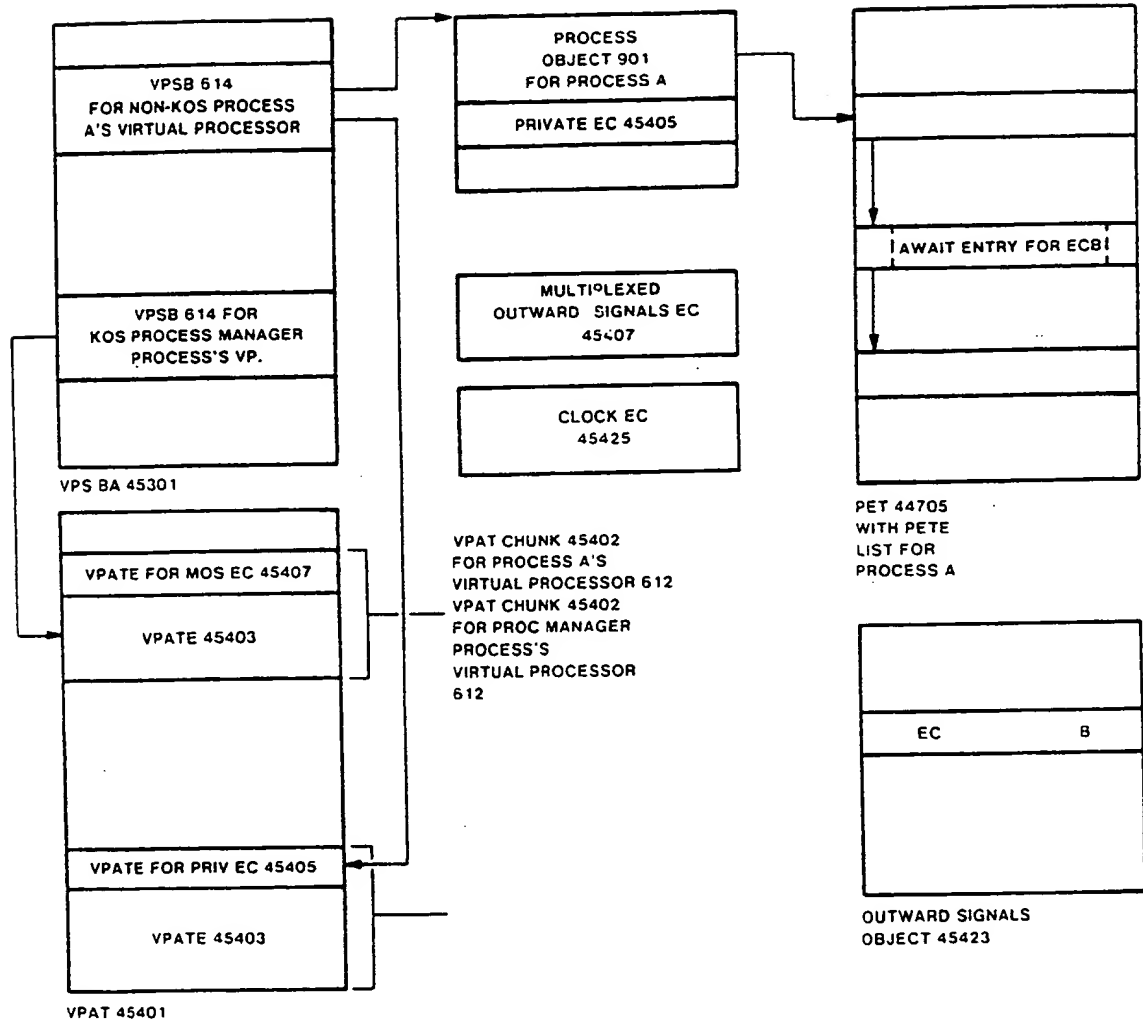 VPSB 614
FOR NON-KOS PROCESS
A'S VIRTUAL PROCESSOR
VPSB 614 FOR
KOS PROCESS MANAGER
PROCESS'S VP.
VPS BA 45301
PROCESS
OBJECT 901
FOR PROCESS A
PRIVATE EC 45405
MULTIPLEXED
OUTWARD SIGNALS EC
45407
CLOCK EC
45425
AWAIT ENTRY FOR ECB
PET 44705
WITH PETE
LIST FOR
PROCESS A
VPATE FOR MOS EC 45407
VPATE 45403
VPATE FOR PRIV EC 45405
VPATE 45403
VPAT 45401
VPAT CHUNK 45402
FOR PROCESS A'S
VIRTUAL PROCESSOR 612
VPAT CHUNK 45402
FOR PROC MANAGER
PROCESS'S
VIRTUAL PROCESSOR
612
EC B
OUTWARD SIGNALS
OBJECT 45423